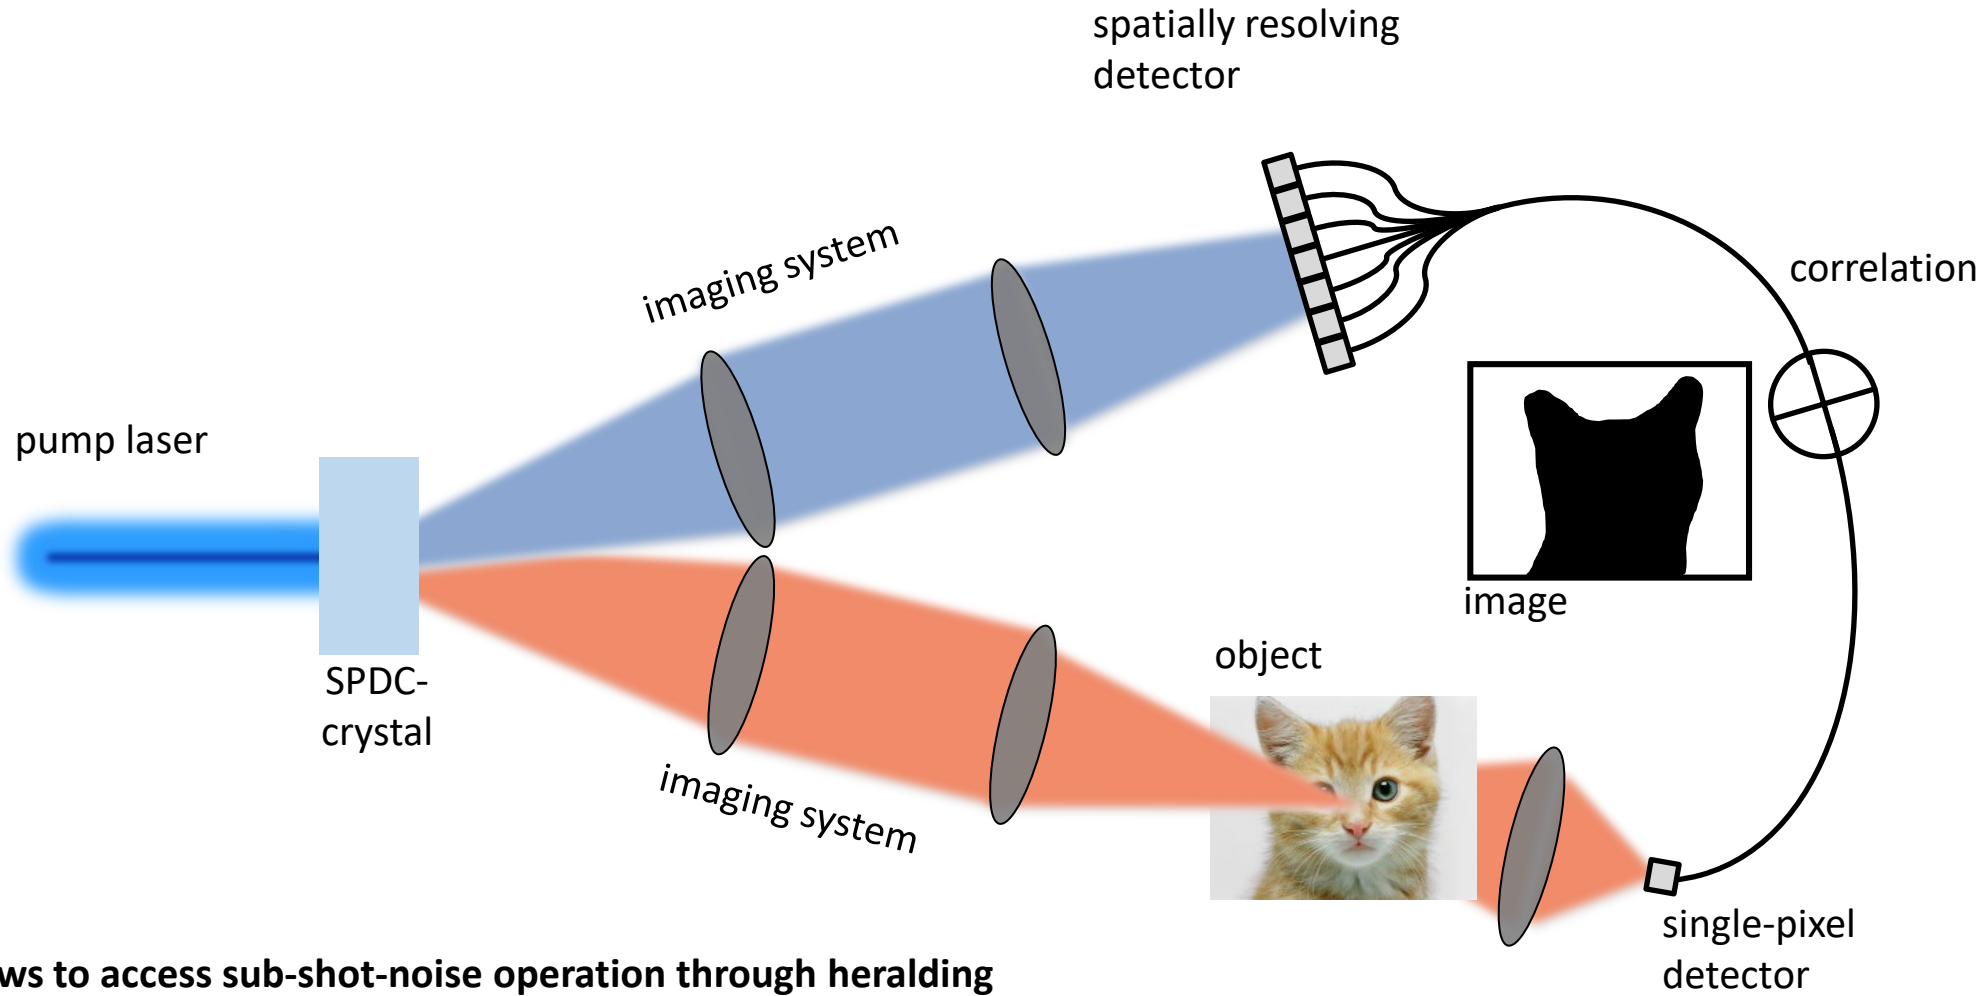 spatially resolving
detector
imaging system
correlation
pump laser
image
object
SPDC-
crystal
imaging system
single-pixel
detector
ws to access sub-shot-noise operation through heralding